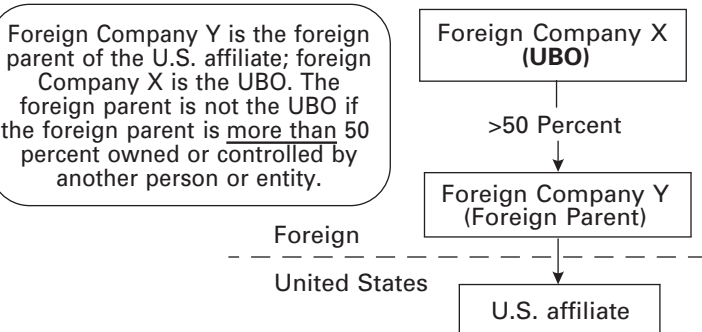 Foreign Company Y is the foreign
parent of the U.S. affiliate; foreign
Company X is the UBO. The
foreign parent is not the UBO if
the foreign parent is more than 50
percent owned or controlled by
another person or entity.
Foreign Company X
(UBO)
>50 Percent
Foreign Company Y
(Foreign Parent)
Foreign
United States
U.S. affiliate